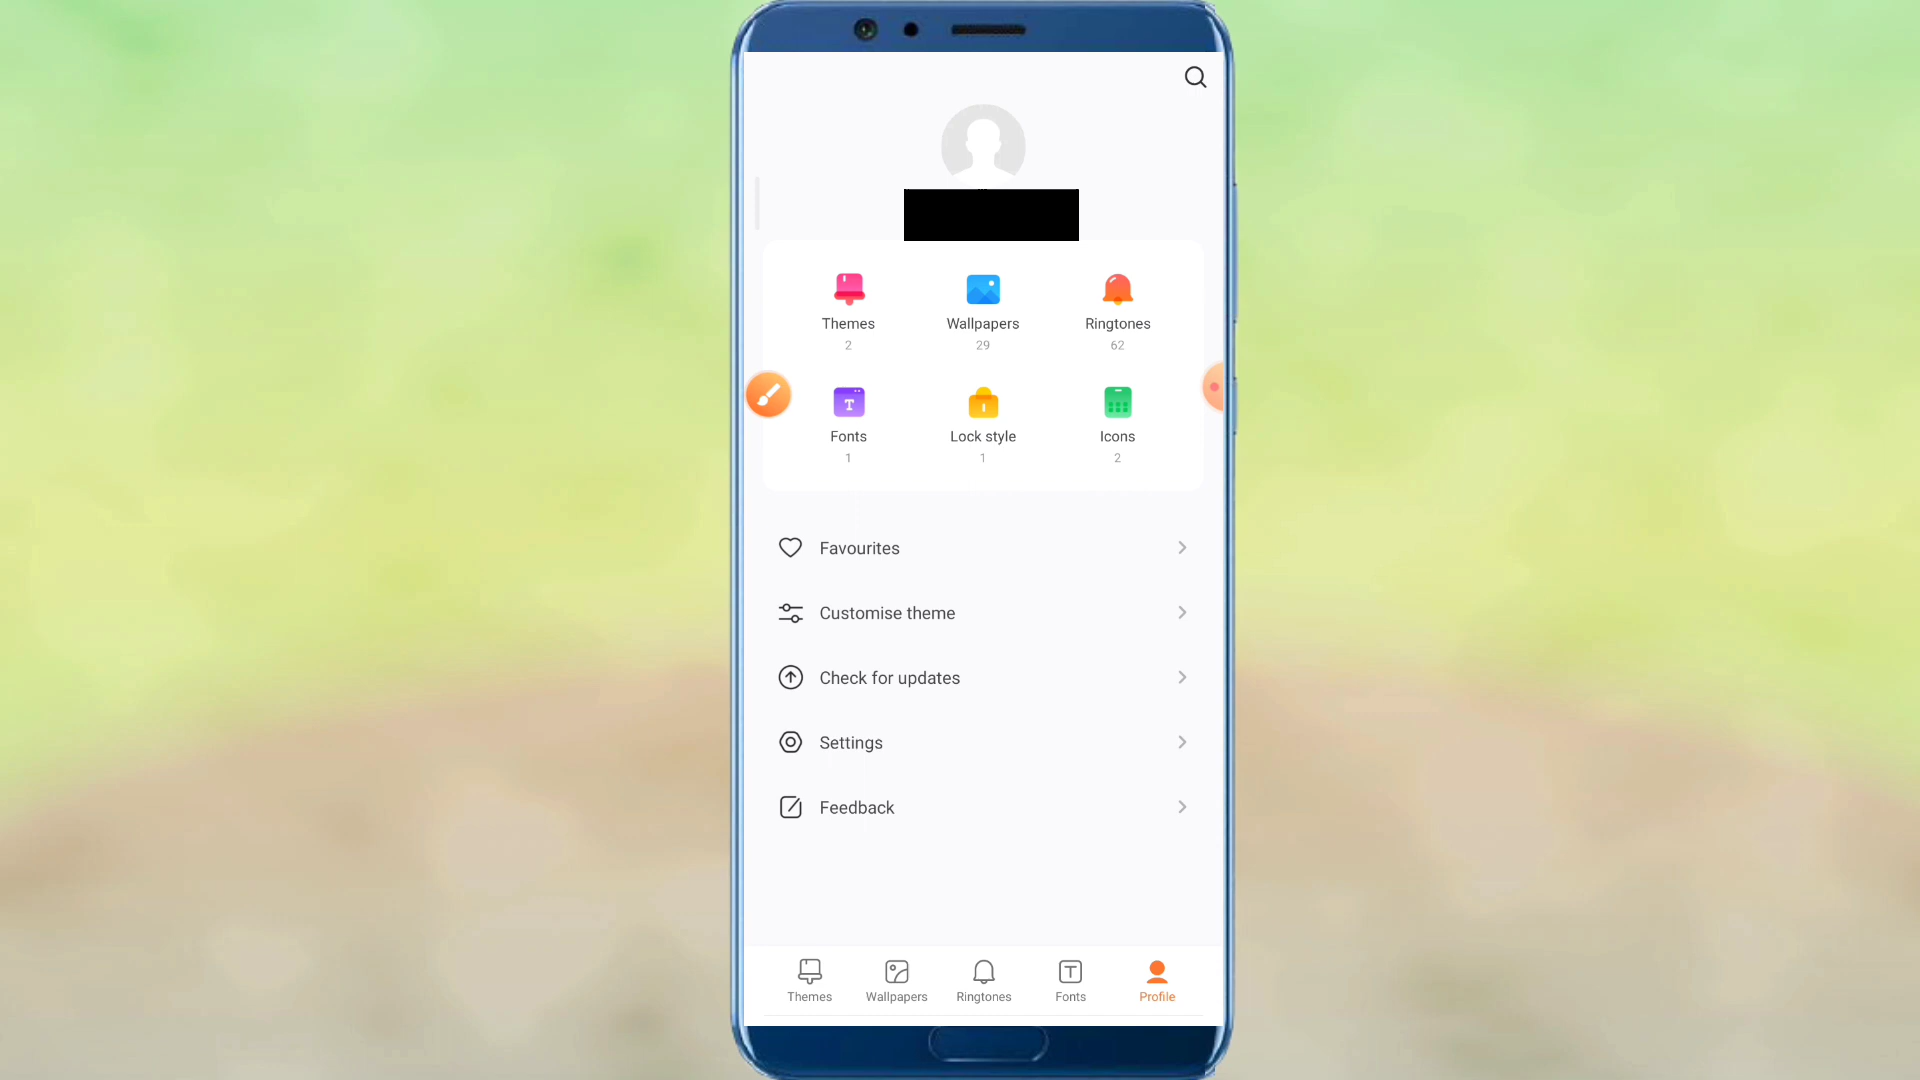 Themes Wallpapers Ringtones
2 29 62
Fonts Lock style Icons
1 1 2
Favourites
Customise theme
Check for updates
Settings
Feedback
Themes Wallpapers Ringtones Fonts Profile